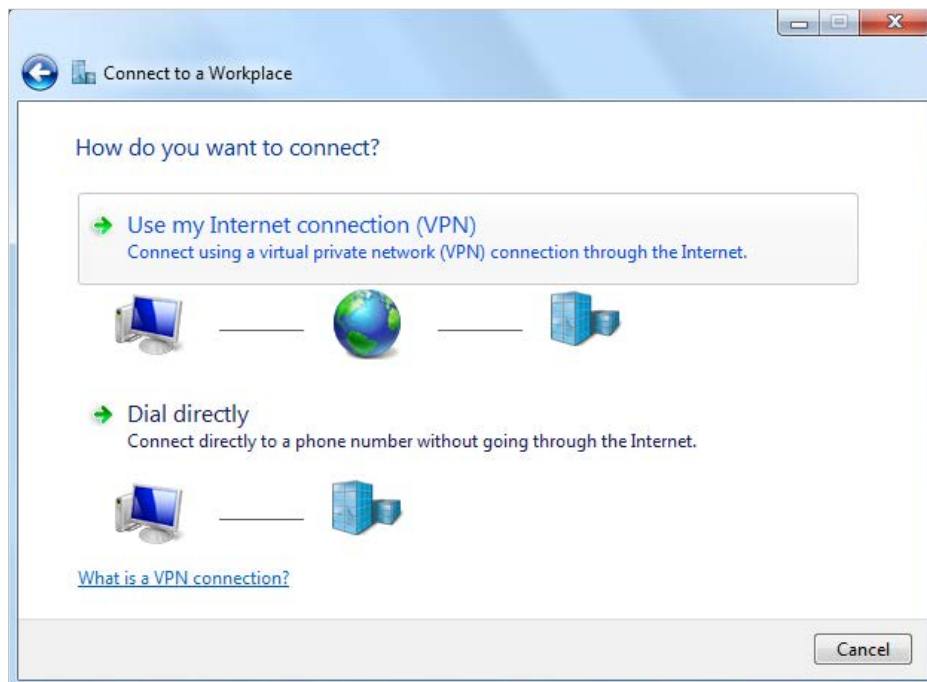 Connect to a Workplace
How do you want to connect?
Use my Internet connection (VPN)
Connect using a virtual private network (VPN) connection through the Internet.
Dial directly
Connect directly to a phone number without going through the Internet.
What is a VPN connection?
Cancel